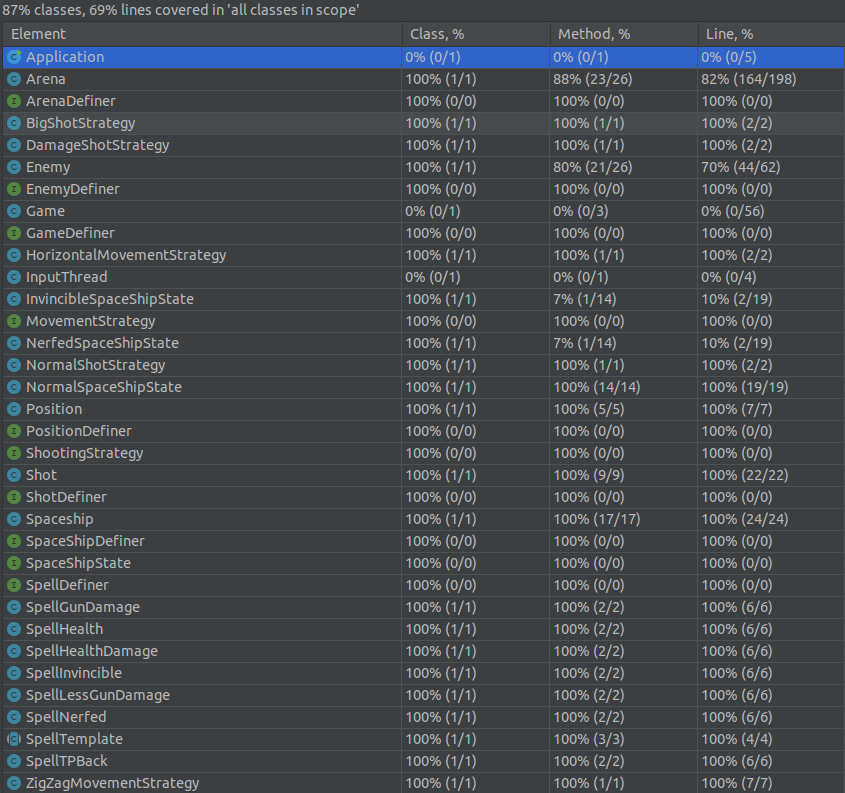 87% classes, 69% lines covered in 'all classes in scope'
Element Class, % Method, % Line, %
C Application 0% (0/1) 0% (0/1) 0% (0/5)
C Arena 100% (1/1) 88% (23/26) 82% (164/198)
I ArenaDefiner 100% (0/0) 100% (0/0) 100% (0/0)
C BigShotStrategy 100% (1/1) 100% (1/1) 100% (2/2)
C DamageShotStrategy 100% (1/1) 100% (1/1) 100% (2/2)
C Enemy 100% (1/1) 80% (21/26) 70% (44/62)
I EnemyDefiner 100% (0/0) 100% (0/0) 100% (0/0)
C Game 0% (0/1) 0% (0/3) 0% (0/56)
I GameDefiner 100% (0/0) 100% (0/0) 100% (0/0)
C HorizontalMovementStrategy 100% (1/1) 100% (1/1) 100% (2/2)
C InputThread 0% (0/1) 0% (0/1) 0% (0/4)
C InvincibleSpaceShipState 100% (1/1) 7% (1/14) 10% (2/19)
I MovementStrategy 100% (0/0) 100% (0/0) 100% (0/0)
C NerfedSpaceShipState 100% (1/1) 7% (1/14) 10% (2/19)
C NormalShotStrategy 100% (1/1) 100% (1/1) 100% (2/2)
C NormalSpaceShipState 100% (1/1) 100% (14/14) 100% (19/19)
C Position 100% (1/1) 100% (5/5) 100% (7/7)
I PositionDefiner 100% (0/0) 100% (0/0) 100% (0/0)
I ShootingStrategy 100% (0/0) 100% (0/0) 100% (0/0)
C Shot 100% (1/1) 100% (9/9) 100% (22/22)
I ShotDefiner 100% (0/0) 100% (0/0) 100% (0/0)
C Spaceship 100% (1/1) 100% (17/17) 100% (24/24)
I SpaceShipDefiner 100% (0/0) 100% (0/0) 100% (0/0)
I SpaceShipState 100% (0/0) 100% (0/0) 100% (0/0)
I SpellDefiner 100% (0/0) 100% (0/0) 100% (0/0)
C SpellGunDamage 100% (1/1) 100% (2/2) 100% (6/6)
C SpellHealth 100% (1/1) 100% (2/2) 100% (6/6)
C SpellHealthDamage 100% (1/1) 100% (2/2) 100% (6/6)
C SpellInvincible 100% (1/1) 100% (2/2) 100% (6/6)
C SpellLessGunDamage 100% (1/1) 100% (2/2) 100% (6/6)
C SpellNerfed 100% (1/1) 100% (2/2) 100% (6/6)
C SpellTemplate 100% (1/1) 100% (3/3) 100% (4/4)
C SpellTPBack 100% (1/1) 100% (2/2) 100% (6/6)
C ZigZagMovementStrategy 100% (1/1) 100% (1/1) 100% (7/7)